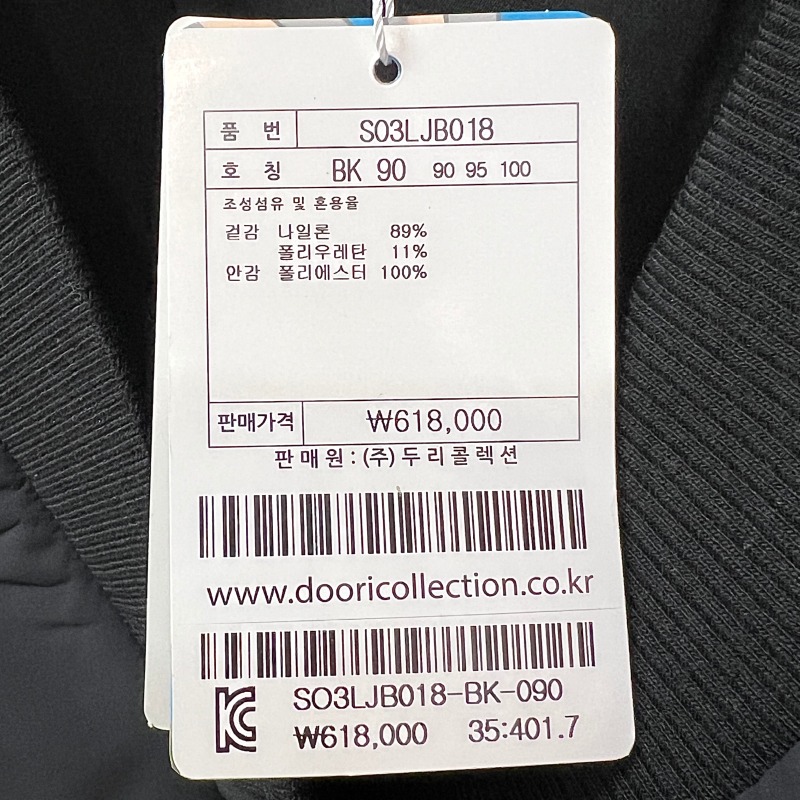 품 번 S03LJB018
호 칭 BK 90 90 95 100
조성섬유 및 혼용율
겉감 나일론 89%
폴리우레탄 11%
안감 폴리에스터 100%
판매가격 ₩618,000
판매원:(주)두리콜렉션
www.dooricollection.co.kr
SO3LJB018-BK-090
₩618,000 35:401.7